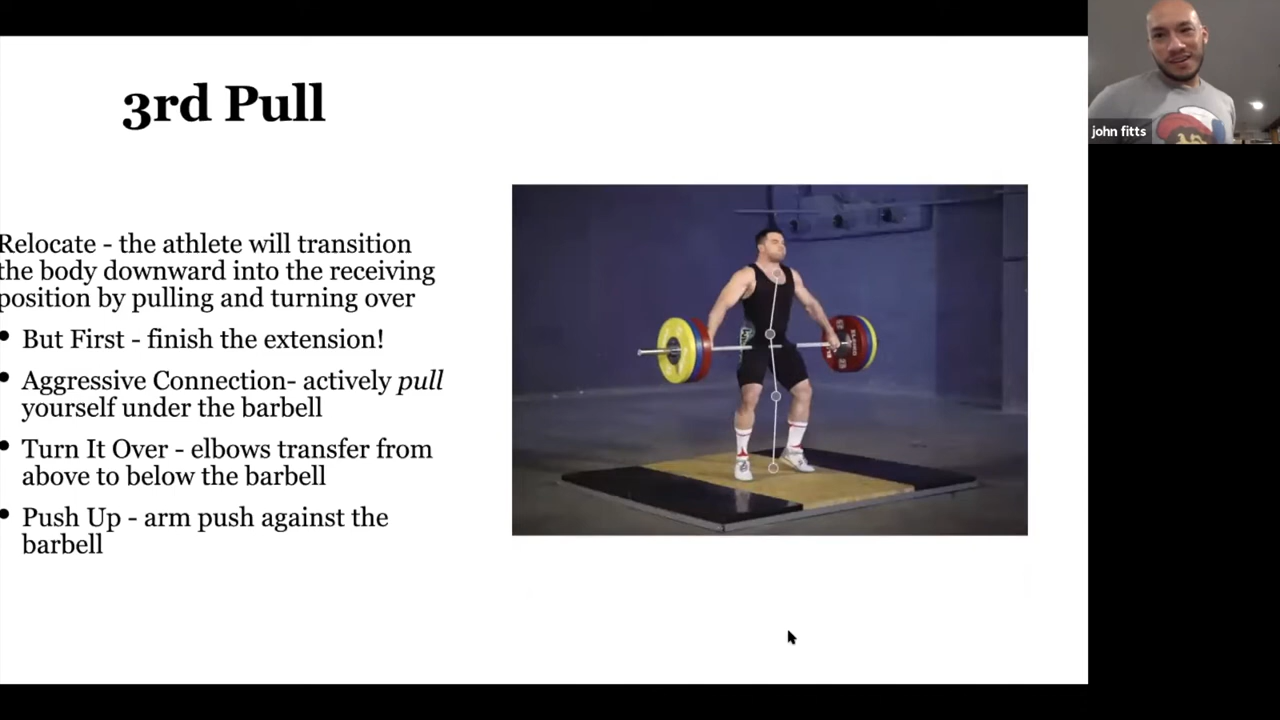 3rd Pull
john fitts
Relocate - the athlete will transition
the body downward into the receiving
position by pulling and turning over
• But First - finish the extension!
• Aggressive Connection- actively pull
yourself under the barbell
• Turn It Over - elbows transfer from
above to below the barbell
• Push Up - arm push against the
barbell